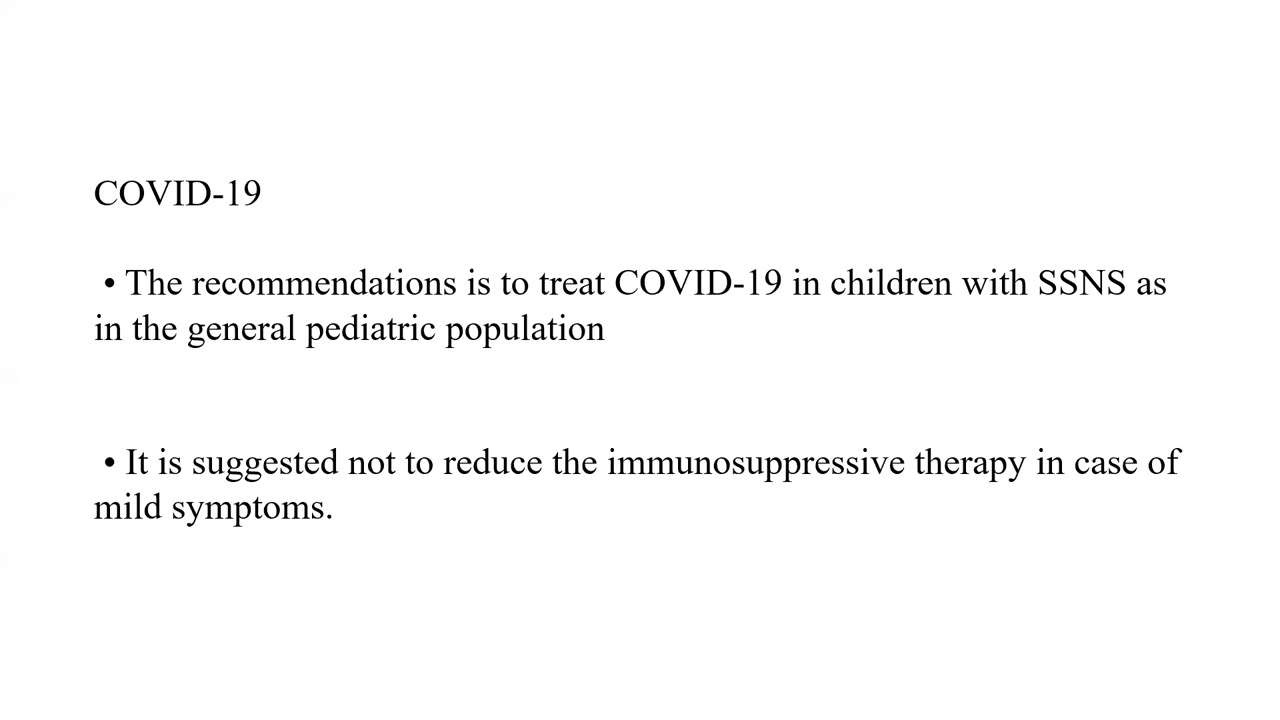 COVID-19
• The recommendations is to treat COVID-19 in children with SSNS as
in the general pediatric population
• It is suggested not to reduce the immunosuppressive therapy in case of
mild symptoms.